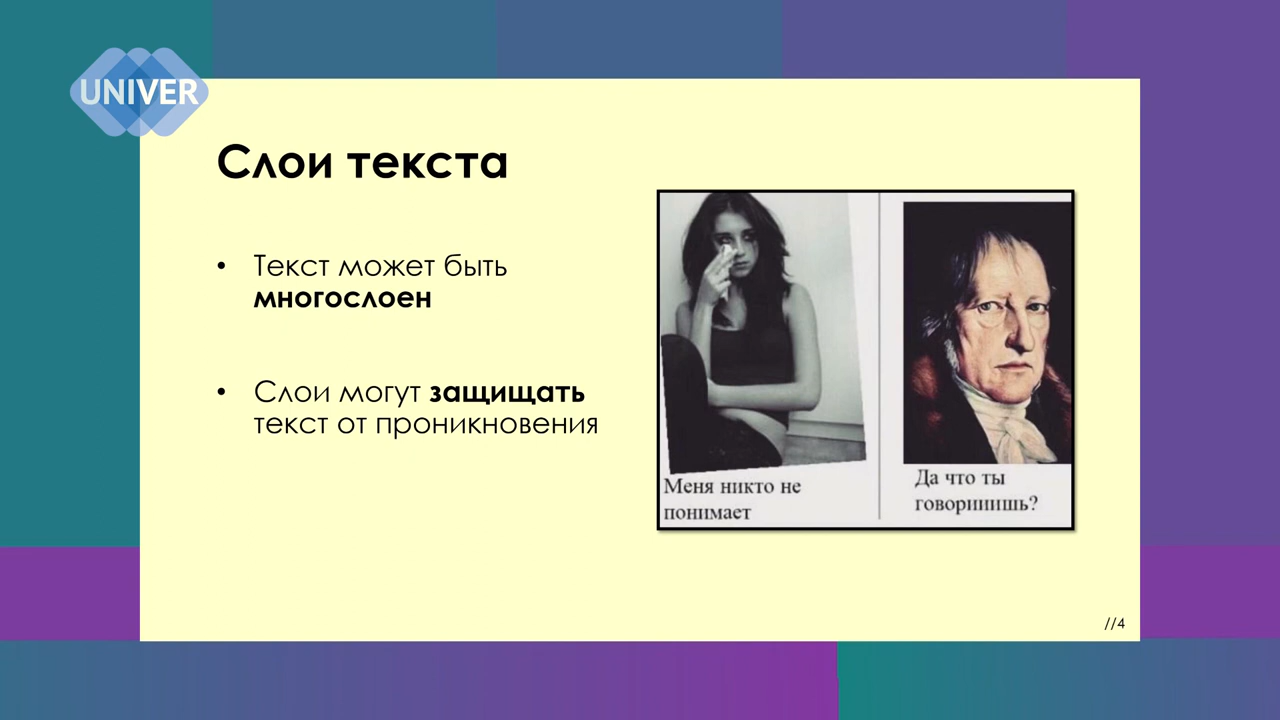 UNIVER
Слои текста
• Текст может быть
многослоен
• Слои могут защищать
текст от проникновения
Меня никто не
понимает
Да что ты
говорииишь?
//4